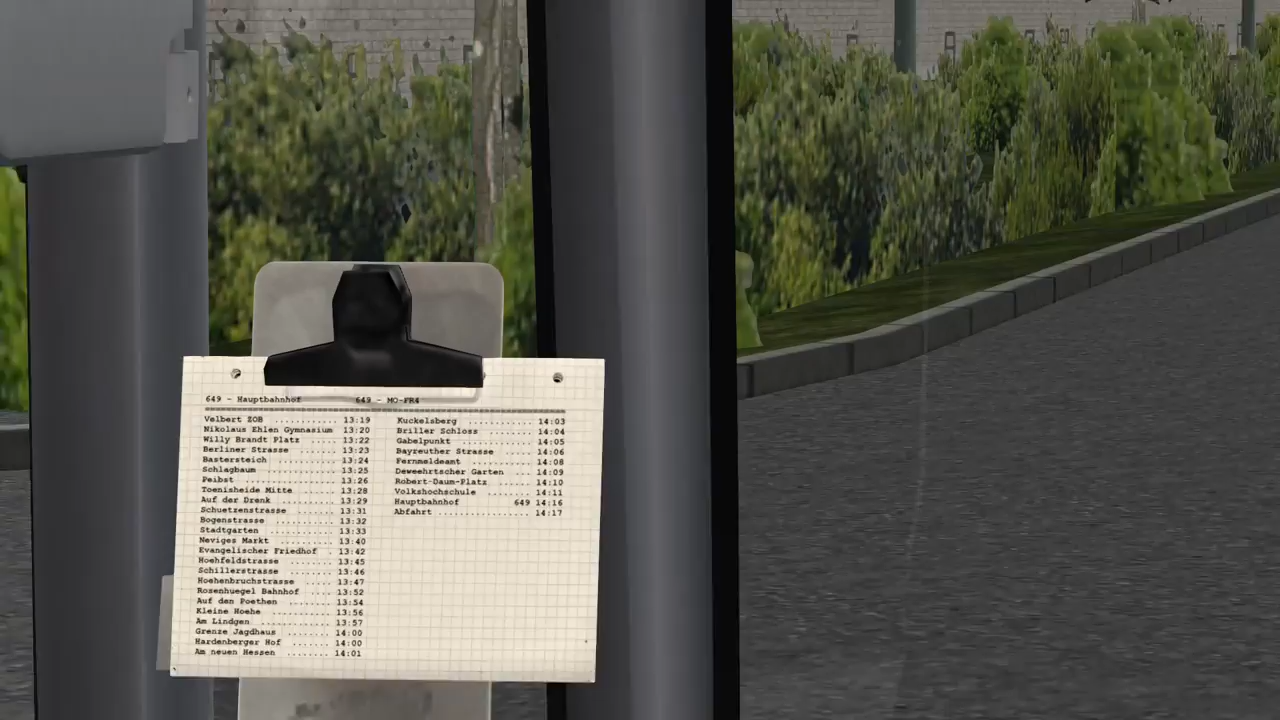 649 - Hauptbahnhof 649 - MO-FR4
Velbert ZOB ........... 13:19
Nikolaus Ehlen Gymnasium 13:20
Willy Brandt Platz ..... 13:22
Berliner Strasse ....... 13:23
Bastersteich ........... 13:24
Schlagbaum ............. 13:25
Peibst ................. 13:26
Toenisheide Mitte ...... 13:28
Auf der Drenk .......... 13:29
Schuetzenstrasse ....... 13:31
Bogenstrasse ........... 13:32
Stadtgarten ............ 13:33
Neviges Markt .......... 13:40
Evangelischer Friedhof . 13:42
Hoehfeldstrasse ........ 13:45
Schillerstrasse ........ 13:46
Hoehenbruchstrasse ..... 13:47
Rosenhuegel Bahnhof .... 13:52
Auf den Poethen ........ 13:54
Kleine Hoehe ........... 13:56
Am Lindgen ............. 13:57
Grenze Jagdhaus ........ 14:00
Hardenberger Hof ....... 14:00
Am neuen Hessen ........ 14:01
Kuckelsberg ............ 14:03
Briller Schloss ........ 14:04
Gabelpunkt ............. 14:05
Bayreuther Strasse ..... 14:06
Fernmeldeamt ........... 14:08
Deweerhtscher Garten ... 14:09
Robert-Daum-Platz ...... 14:10
Volkshochschule ........ 14:11
Hauptbahnhof 649 14:16
Abfahrt ................ 14:17